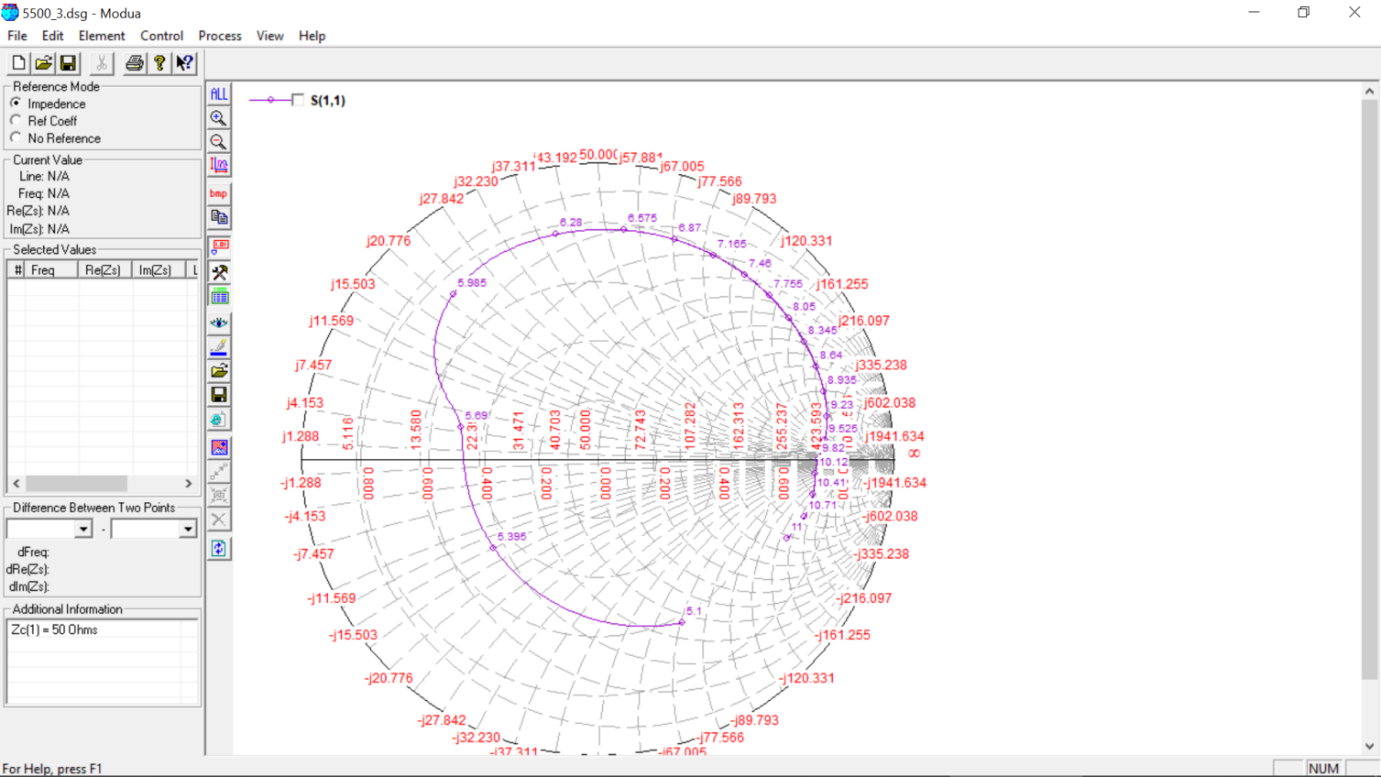 5500_3.dsg - Modua
File Edit Element Control Process View Help
Reference Mode
Impedence
Ref Coeff
No Reference
Current Value
Line: N/A
Freq: N/A
Re(Zs): N/A
Im(Zs): N/A
Selected Values
# Freq Re(Zs) Im(Zs) L
Difference Between Two Points
-
dFreq:
dRe(Zs):
dIm(Zs):
Additional Information
Zc(1) = 50 Ohms
ALL
bmp
S(1,1)
j37.311 j43.192 50.000 j57.881 j67.005
j32.230 j77.566
j27.842 j89.793
6.28 6.575 6.87
j20.776 7.165 j120.331
7.46
j15.503 5.985 7.755 j161.255
8.05
j11.569 8.345 j216.097
j7.457 8.64 j335.238
8.935
j4.153 9.23 j602.038
5.69
9.525
j1.288 j1941.634
9.82
5.116 13.580 22.3 31.471 40.703 50.000 72.743 107.282 162.313 255.237 423.593
∞
10.12
0.800 0.600 0.400 0.200 0.000 0.200 0.400 0.600
-j1.288 10.41 -j1941.634
10.71
-j4.153 -j602.038
11
5.395
-j7.457 -j335.238
-j11.569 -j216.097
5.1
-j15.503 -j161.255
-j20.776 -j120.331
-j27.842 -j89.793
-j32.230 -j77.566
-j37.311 -j67.005
For Help, press F1
NUM